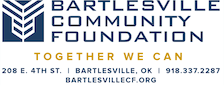 BARTLESVILLE
COMMUNITY
FOUNDATION
TOGETHER WE CAN
208 E. 4TH ST. | BARTLESVILLE, OK | 918.337.2287
BARTLESVILLECF.ORG